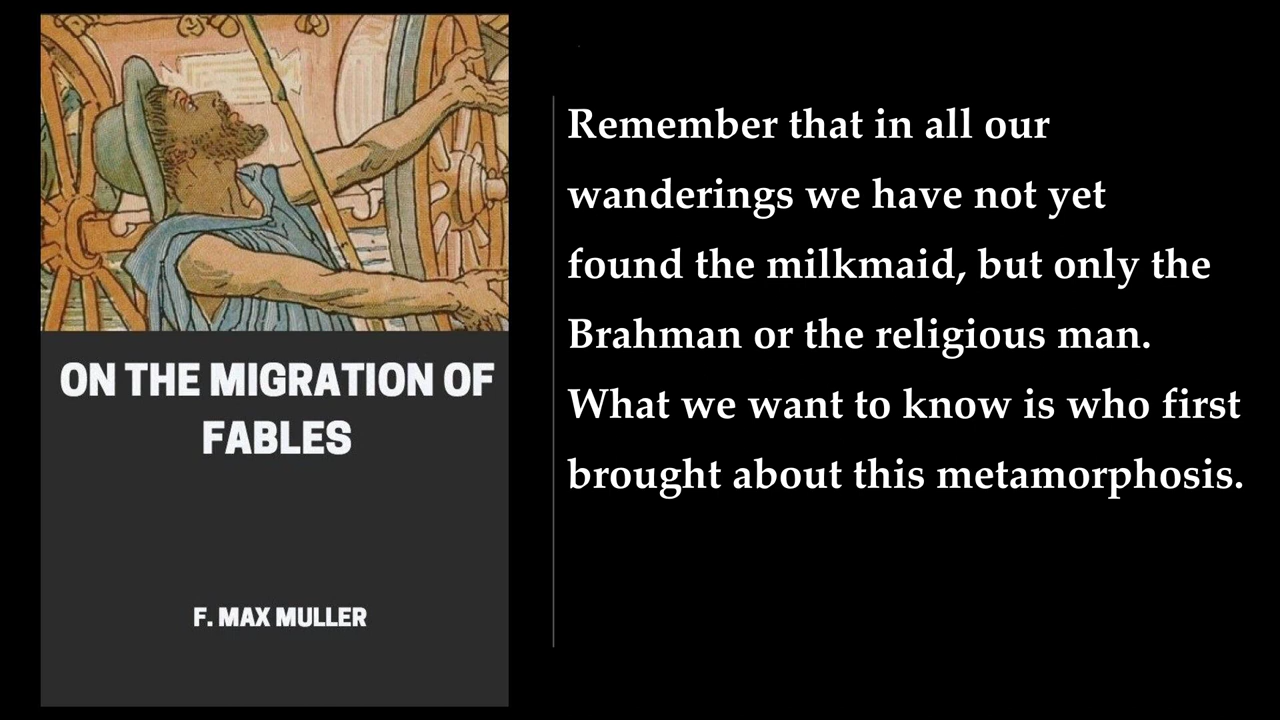 ON THE MIGRATION OF
FABLES
F. MAX MULLER
Remember that in all our
wanderings we have not yet
found the milkmaid, but only the
Brahman or the religious man.
What we want to know is who first
brought about this metamorphosis.